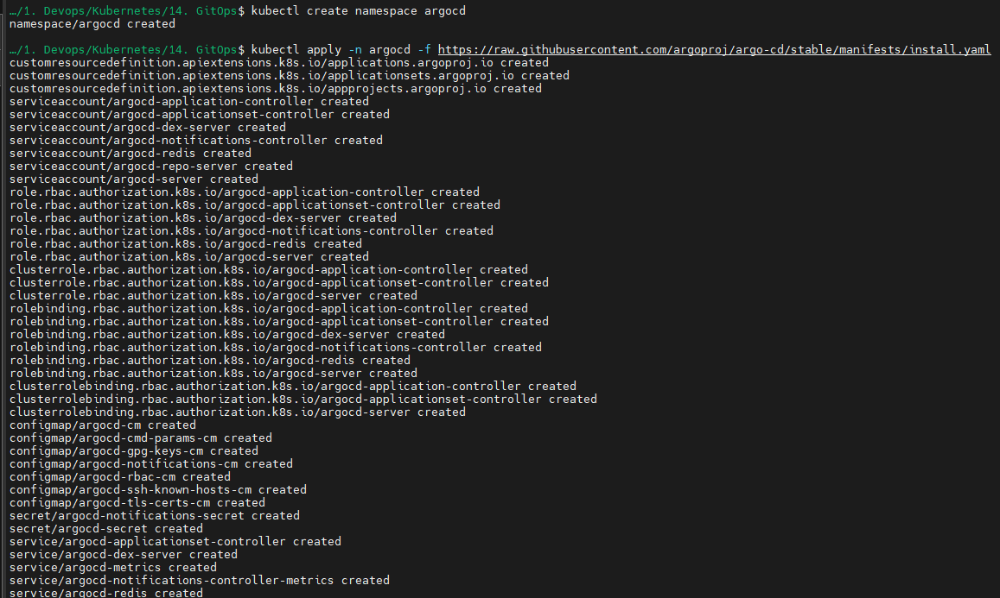 …/1. Devops/Kubernetes/14. GitOps$ kubectl create namespace argocd
namespace/argocd created
…/1. Devops/Kubernetes/14. GitOps$ kubectl apply -n argocd -f https://raw.githubusercontent.com/argoproj/argo-cd/stable/manifests/install.yaml
customresourcedefinition.apiextensions.k8s.io/applications.argoproj.io created
customresourcedefinition.apiextensions.k8s.io/applicationsets.argoproj.io created
customresourcedefinition.apiextensions.k8s.io/appprojects.argoproj.io created
serviceaccount/argocd-application-controller created
serviceaccount/argocd-applicationset-controller created
serviceaccount/argocd-dex-server created
serviceaccount/argocd-notifications-controller created
serviceaccount/argocd-redis created
serviceaccount/argocd-repo-server created
serviceaccount/argocd-server created
role.rbac.authorization.k8s.io/argocd-application-controller created
role.rbac.authorization.k8s.io/argocd-applicationset-controller created
role.rbac.authorization.k8s.io/argocd-dex-server created
role.rbac.authorization.k8s.io/argocd-notifications-controller created
role.rbac.authorization.k8s.io/argocd-redis created
role.rbac.authorization.k8s.io/argocd-server created
clusterrole.rbac.authorization.k8s.io/argocd-application-controller created
clusterrole.rbac.authorization.k8s.io/argocd-applicationset-controller created
clusterrole.rbac.authorization.k8s.io/argocd-server created
rolebinding.rbac.authorization.k8s.io/argocd-application-controller created
rolebinding.rbac.authorization.k8s.io/argocd-applicationset-controller created
rolebinding.rbac.authorization.k8s.io/argocd-dex-server created
rolebinding.rbac.authorization.k8s.io/argocd-notifications-controller created
rolebinding.rbac.authorization.k8s.io/argocd-redis created
rolebinding.rbac.authorization.k8s.io/argocd-server created
clusterrolebinding.rbac.authorization.k8s.io/argocd-application-controller created
clusterrolebinding.rbac.authorization.k8s.io/argocd-applicationset-controller created
clusterrolebinding.rbac.authorization.k8s.io/argocd-server created
configmap/argocd-cm created
configmap/argocd-cmd-params-cm created
configmap/argocd-gpg-keys-cm created
configmap/argocd-notifications-cm created
configmap/argocd-rbac-cm created
configmap/argocd-ssh-known-hosts-cm created
configmap/argocd-tls-certs-cm created
secret/argocd-notifications-secret created
secret/argocd-secret created
service/argocd-applicationset-controller created
service/argocd-dex-server created
service/argocd-metrics created
service/argocd-notifications-controller-metrics created
service/argocd-redis created